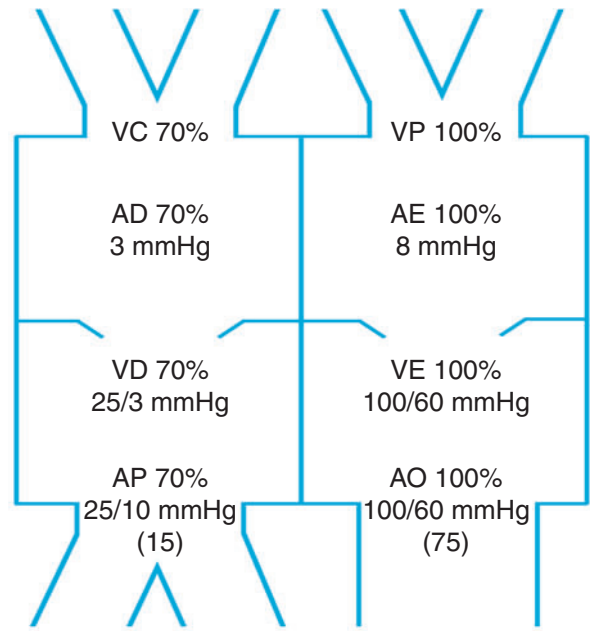 VC 70%
VP 100%
AD 70%
3 mmHg
AE 100%
8 mmHg
VD 70%
25/3 mmHg
VE 100%
100/60 mmHg
AP 70%
25/10 mmHg
(15)
AO 100%
100/60 mmHg
(75)